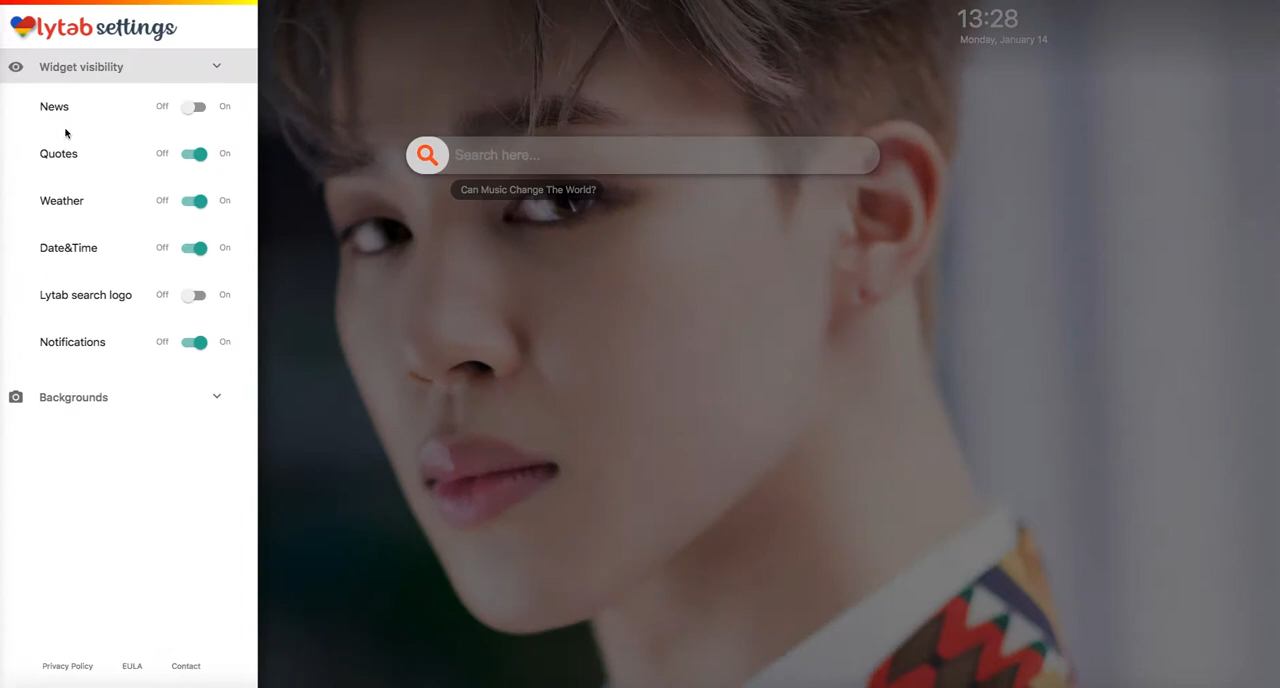 lytab settings
Widget visibility
News Off On
Quotes Off On
Weather Off On
Date&Time Off On
Lytab search logo Off On
Notifications Off On
Backgrounds
Privacy Policy EULA Contact
13:28
Monday, January 14
Search here...
Can Music Change The World?